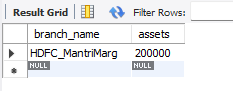 Result Grid Filter Rows:
branch_name assets
HDFC_MantriMarg 200000
NULL NULL